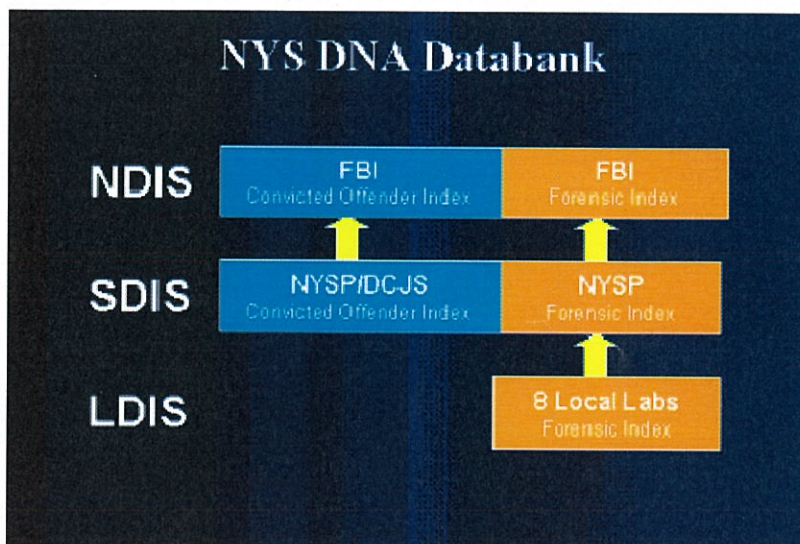 NYS DNA Databank
NDIS
FBI
Convicted Offender Index
FBI
Forensic Index
SDIS
NYSP/DCJS
Convicted Offender Index
NYSP
Forensic Index
LDIS
8 Local Labs
Forensic Index